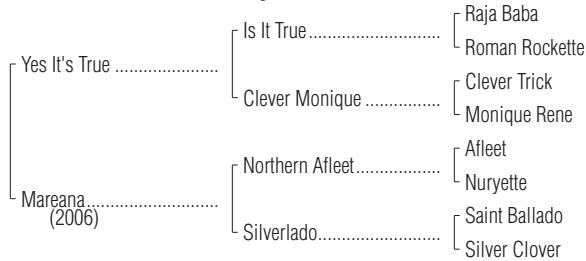 Raja Baba
Is It True
Roman Rockette
Yes It's True
Clever Trick
Clever Monique
Monique Rene
Afleet
Northern Afleet
Nuryette
Mareana
(2006)
Saint Ballado
Silverlado
Silver Clover